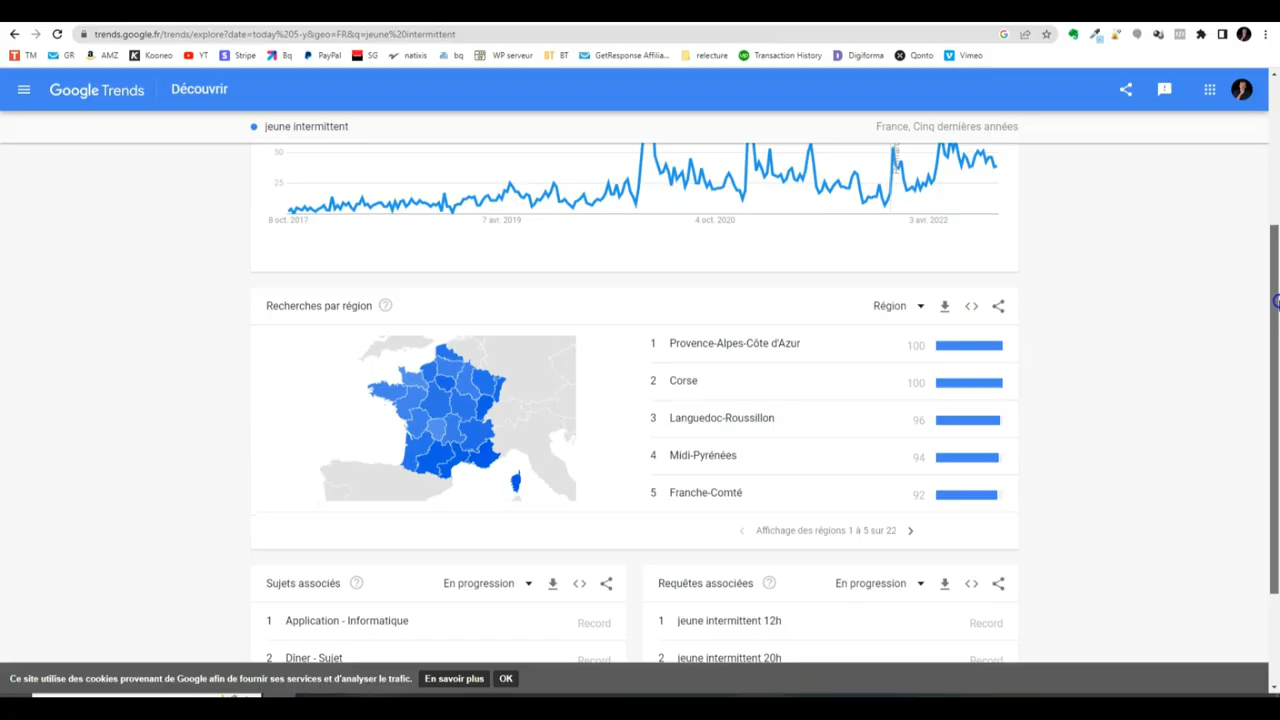 trends.google.fr/trends/explore?date=today%205-y&geo=FR&q=jeune%20intermittent
TM GR AMZ Kooneo YT Stripe Bq PayPal SG natixis bq WP serveur BT BT GetResponse Affilia... relecture Transaction History Digiforma Qonto Vimeo
Google Trends Découvrir
jeune intermittent France, Cinq dernières années
50
25
8 oct. 2017 7 avr. 2019 4 oct. 2020 3 avr. 2022
Recherches par région Région
1 Provence-Alpes-Côte d'Azur 100
2 Corse 100
3 Languedoc-Roussillon 96
4 Midi-Pyrénées 94
5 Franche-Comté 92
Affichage des régions 1 à 5 sur 22
Sujets associés En progression
Requêtes associées En progression
1 Application - Informatique Record
1 jeune intermittent 12h Record
2 Dîner - Sujet Record
2 jeune intermittent 20h Record
Ce site utilise des cookies provenant de Google afin de fournir ses services et d'analyser le trafic. En savoir plus OK